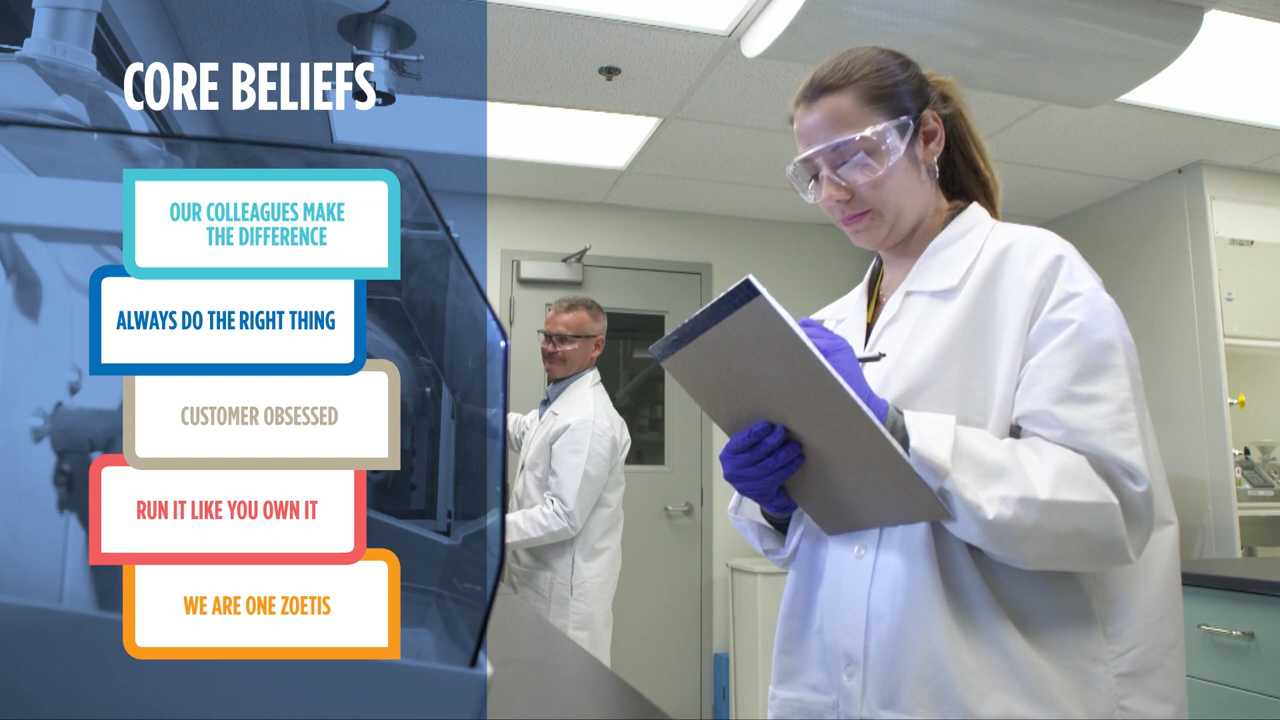 CORE BELIEFS
OUR COLLEAGUES MAKE
THE DIFFERENCE
ALWAYS DO THE RIGHT THING
CUSTOMER OBSESSED
RUN IT LIKE YOU OWN IT
WE ARE ONE ZOETIS